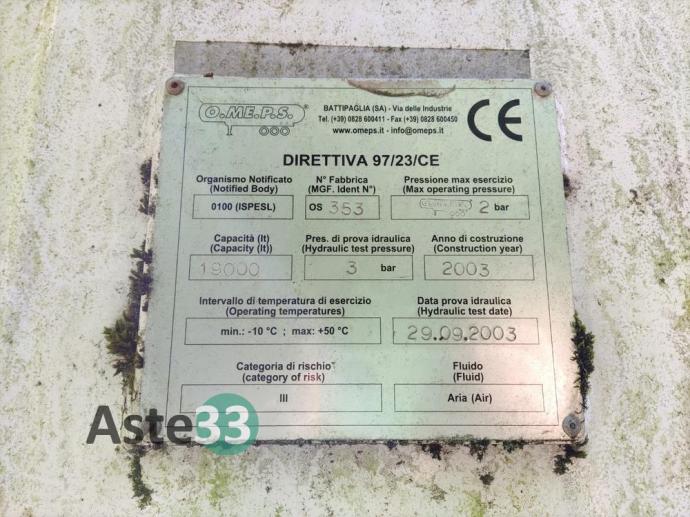 O.ME.P.S.®
BATTIPAGLIA (SA) - Via delle Industrie
Tel. (+39) 0828 600411 - Fax (+39) 0828 600450
www.omeps.it - info@omeps.it
CE
DIRETTIVA 97/23/CE
Organismo Notificato
(Notified Body)
0100 (ISPESL)
N° Fabbrica
(MGF. Ident N°)
OS 353
Pressione max esercizio
(Max operating pressure)
2 bar
Capacità (lt)
(Capacity (lt))
19000
Pres. di prova idraulica
(Hydraulic test pressure)
3 bar
Anno di costruzione
(Construction year)
2003
Intervallo di temperatura di esercizio
(Operating temperatures)
min.: -10 °C ; max: +50 °C
Data prova idraulica
(Hydraulic test date)
29.09.2003
Categoria di rischio
(category of risk)
III
Fluido
(Fluid)
Aria (Air)
Aste33